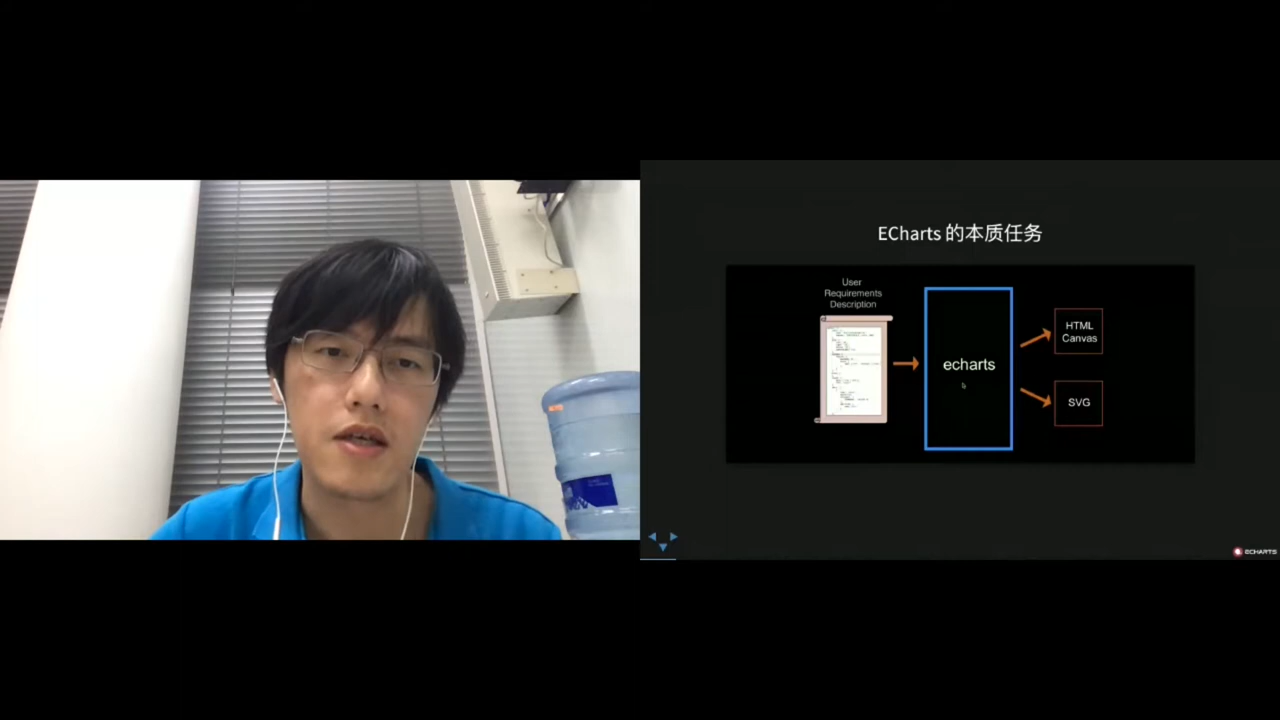 ECharts 的本质任务
User
Requirements
Description
echarts
HTML
Canvas
SVG
ECHARTS